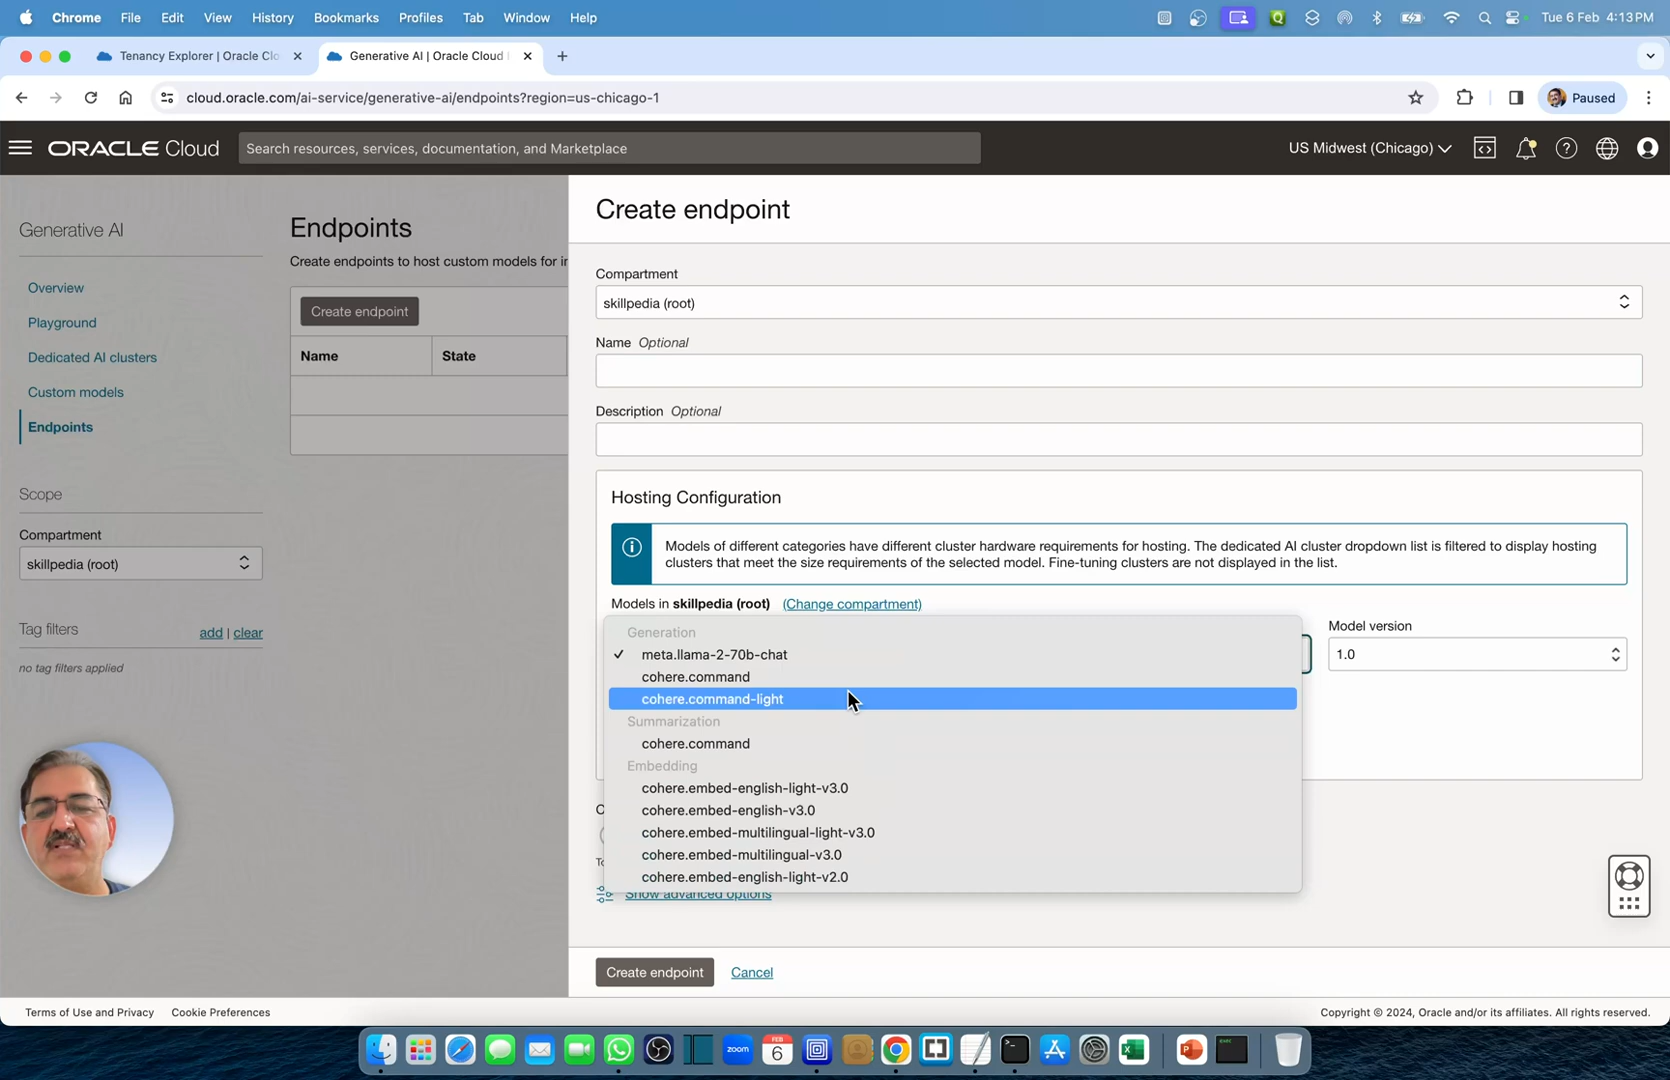 Chrome File Edit View History Bookmarks Profiles Tab Window Help Tue 6 Feb 4:13 PM
Tenancy Explorer | Oracle Clo Generative AI | Oracle Cloud
cloud.oracle.com/ai-service/generative-ai/endpoints?region=us-chicago-1 Paused
ORACLE Cloud Search resources, services, documentation, and Marketplace US Midwest (Chicago)
Create endpoint
Generative AI
Overview
Playground
Dedicated AI clusters
Custom models
Endpoints
Scope
Compartment
skillpedia (root)
Tag filters add | clear
no tag filters applied
Endpoints
Create endpoints to host custom models for in
Create endpoint
Name State
Compartment
skillpedia (root)
Name Optional
Description Optional
Hosting Configuration
Models of different categories have different cluster hardware requirements for hosting. The dedicated AI cluster dropdown list is filtered to display hosting
clusters that meet the size requirements of the selected model. Fine-tuning clusters are not displayed in the list.
Models in skillpedia (root) (Change compartment)
Model version
1.0
Generation
meta.llama-2-70b-chat
cohere.command
cohere.command-light
Summarization
cohere.command
Embedding
cohere.embed-english-light-v3.0
cohere.embed-english-v3.0
cohere.embed-multilingual-light-v3.0
cohere.embed-multilingual-v3.0
cohere.embed-english-light-v2.0
Show advanced options
Create endpoint Cancel
Terms of Use and Privacy Cookie Preferences Copyright © 2024, Oracle and/or its affiliates. All rights reserved.
zoom FEB 6